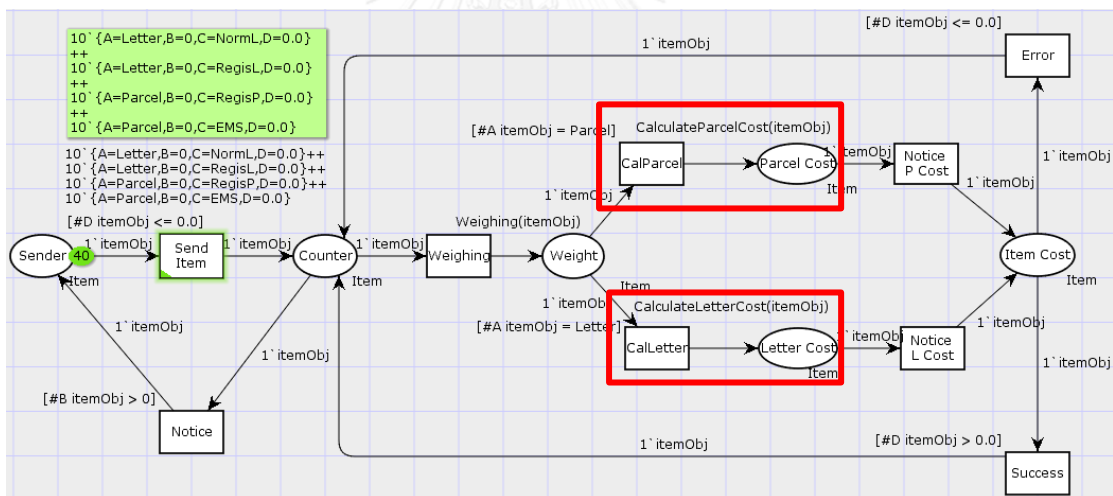 10`{A=Letter,B=0,C=NormL,D=0.0}
++
10`{A=Letter,B=0,C=RegisL,D=0.0}
++
10`{A=Parcel,B=0,C=RegisP,D=0.0}
++
10`{A=Parcel,B=0,C=EMS,D=0.0}
10`{A=Letter,B=0,C=NormL,D=0.0}++
10`{A=Letter,B=0,C=RegisL,D=0.0}++
10`{A=Parcel,B=0,C=RegisP,D=0.0}++
10`{A=Parcel,B=0,C=EMS,D=0.0}
[#D itemObj <= 0.0]
Sender
40
1`itemObj
Item
Send
Item
1`itemObj
Counter
Item
1`itemObj
Weighing(itemObj)
Weighing
Weight
Item
1`itemObj
[#A itemObj = Parcel]
CalParcel
CalculateParcelCost(itemObj)
Parcel Cost
Item
1`itemObj
Notice
P Cost
1`itemObj
1`itemObj
[#A itemObj = Letter]
CalLetter
CalculateLetterCost(itemObj)
Letter Cost
Item
1`itemObj
Notice
L Cost
1`itemObj
Item Cost
Item
1`itemObj
[#D itemObj <= 0.0]
Error
1`itemObj
1`itemObj
[#D itemObj > 0.0]
Success
1`itemObj
1`itemObj
[#B itemObj > 0]
Notice
1`itemObj